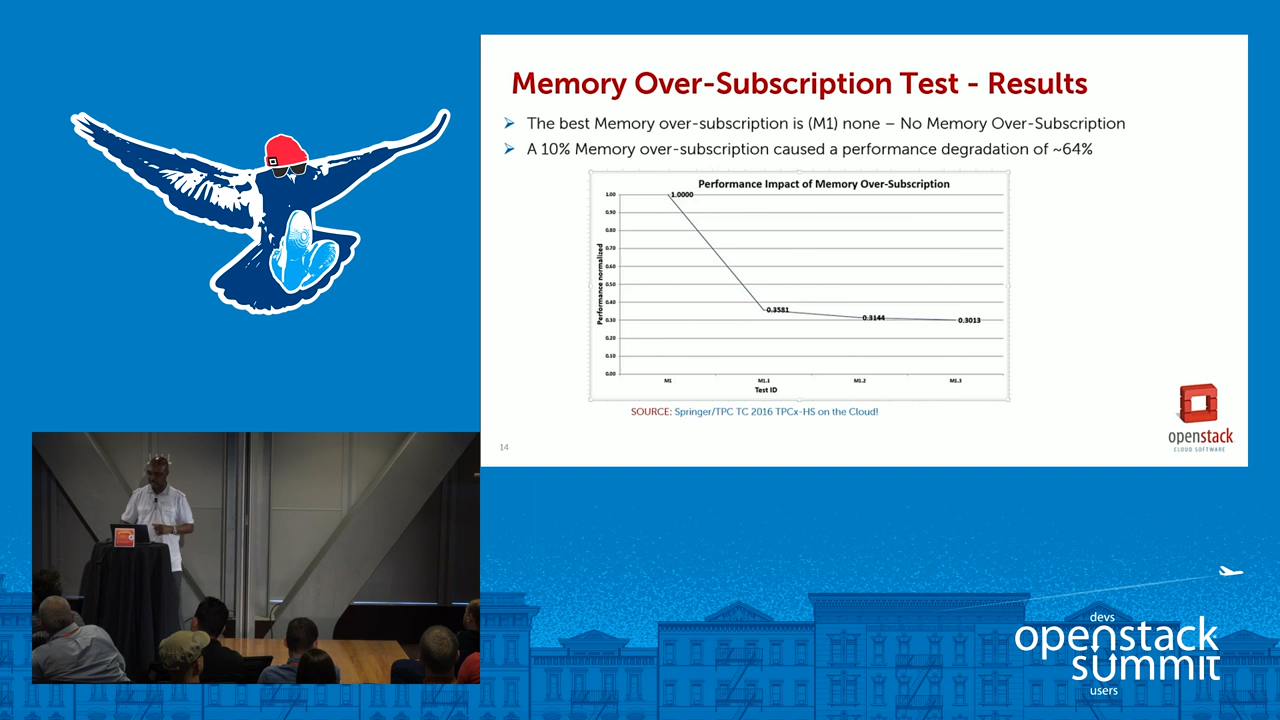 Memory Over-Subscription Test - Results
The best Memory over-subscription is (M1) none – No Memory Over-Subscription
A 10% Memory over-subscription caused a performance degradation of ~64%
Performance Impact of Memory Over-Subscription
Performance normalized
1.00
0.90
0.80
0.70
0.60
0.50
0.40
0.30
0.20
0.10
0.00
1.0000
0.3581
0.3144
0.3013
M1
M1.1
M1.2
M1.3
Test ID
SOURCE: Springer/TPC TC 2016 TPCx-HS on the Cloud!
14
openstack
CLOUD SOFTWARE
devs
openstack
summit
users